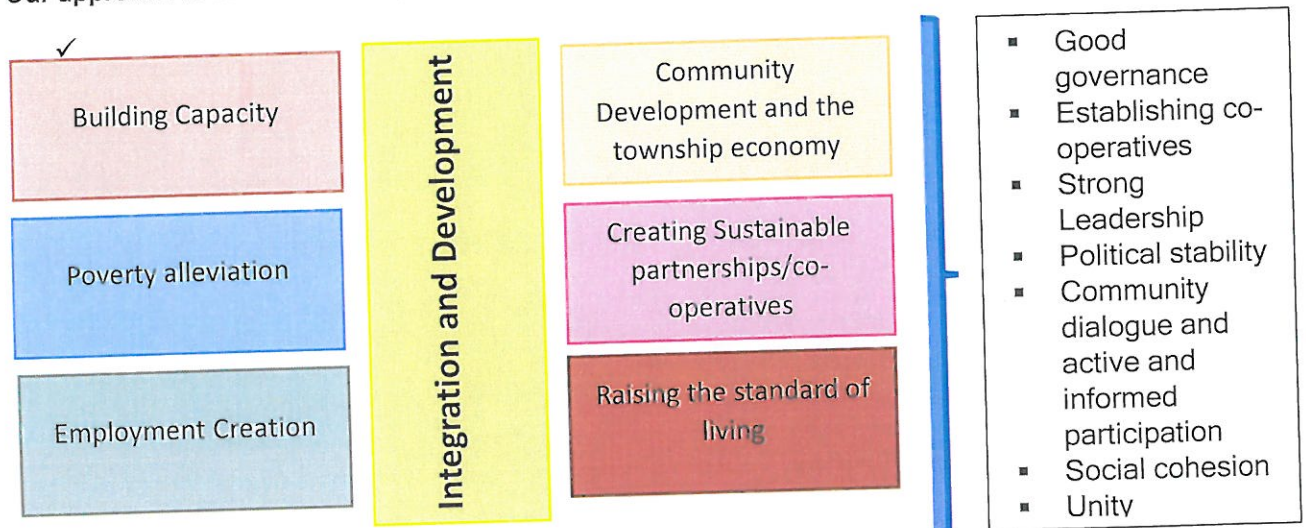 Our
✓
Building Capacity
Poverty alleviation
Employment Creation
Integration and Development
Community
Development and the
township economy
Creating Sustainable
partnerships/co-
operatives
Raising the standard of
living
▪ Good
governance
▪ Establishing co-
operatives
▪ Strong
Leadership
▪ Political stability
▪ Community
dialogue and
active and
informed
participation
▪ Social cohesion
▪ Unity